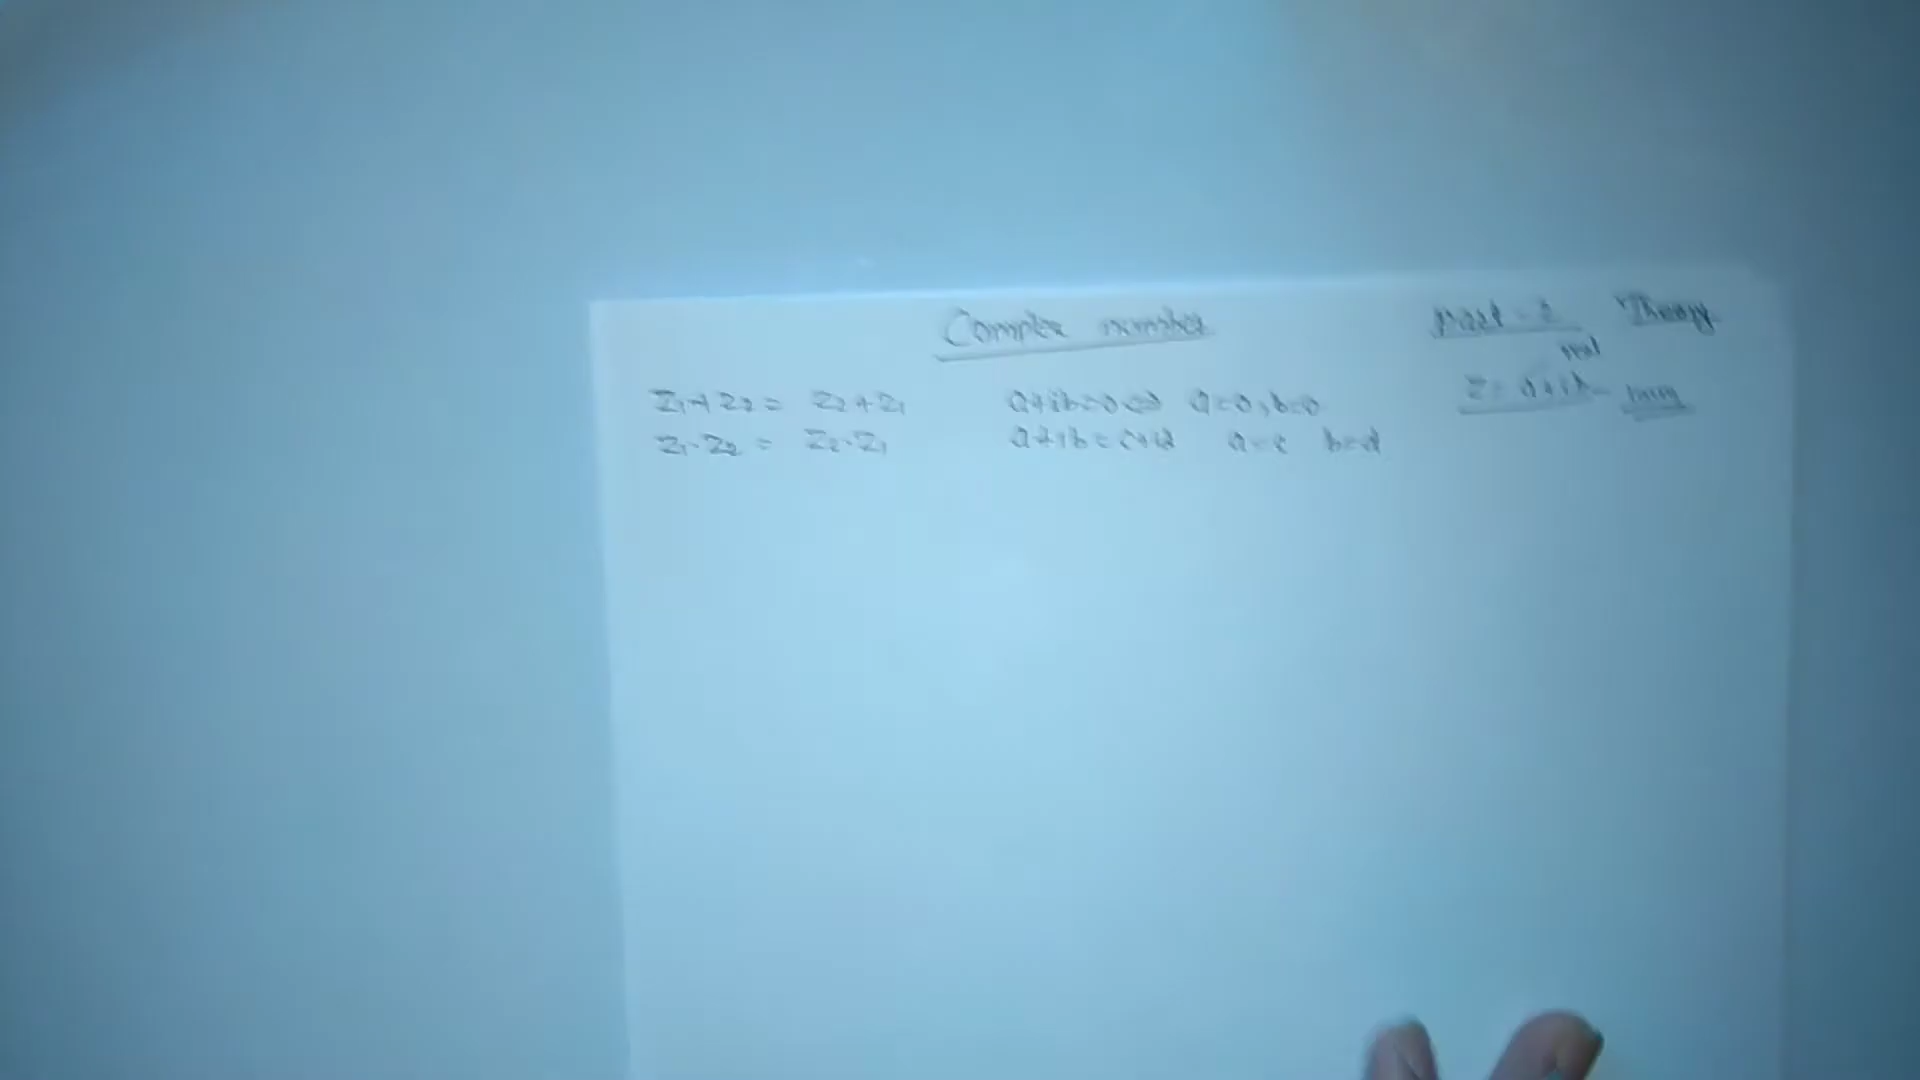 Complex number
Part - 2 Theory
real
z = a+ib img
z₁+z₂ = z₂+z₁ a+ib=0 ⇔ a=0, b=0
z₁·z₂ = z₂·z₁ a+ib = c+id a=c b=d